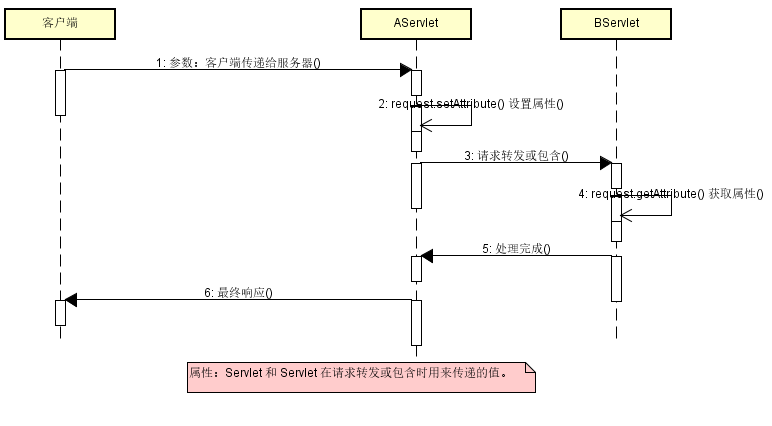 客户端
AServlet
BServlet
1: 参数：客户端传递给服务器()
2: request.setAttribute() 设置属性()
3: 请求转发或包含()
4: request.getAttribute() 获取属性()
5: 处理完成()
6: 最终响应()
属性：Servlet 和 Servlet 在请求转发或包含时用来传递的值。